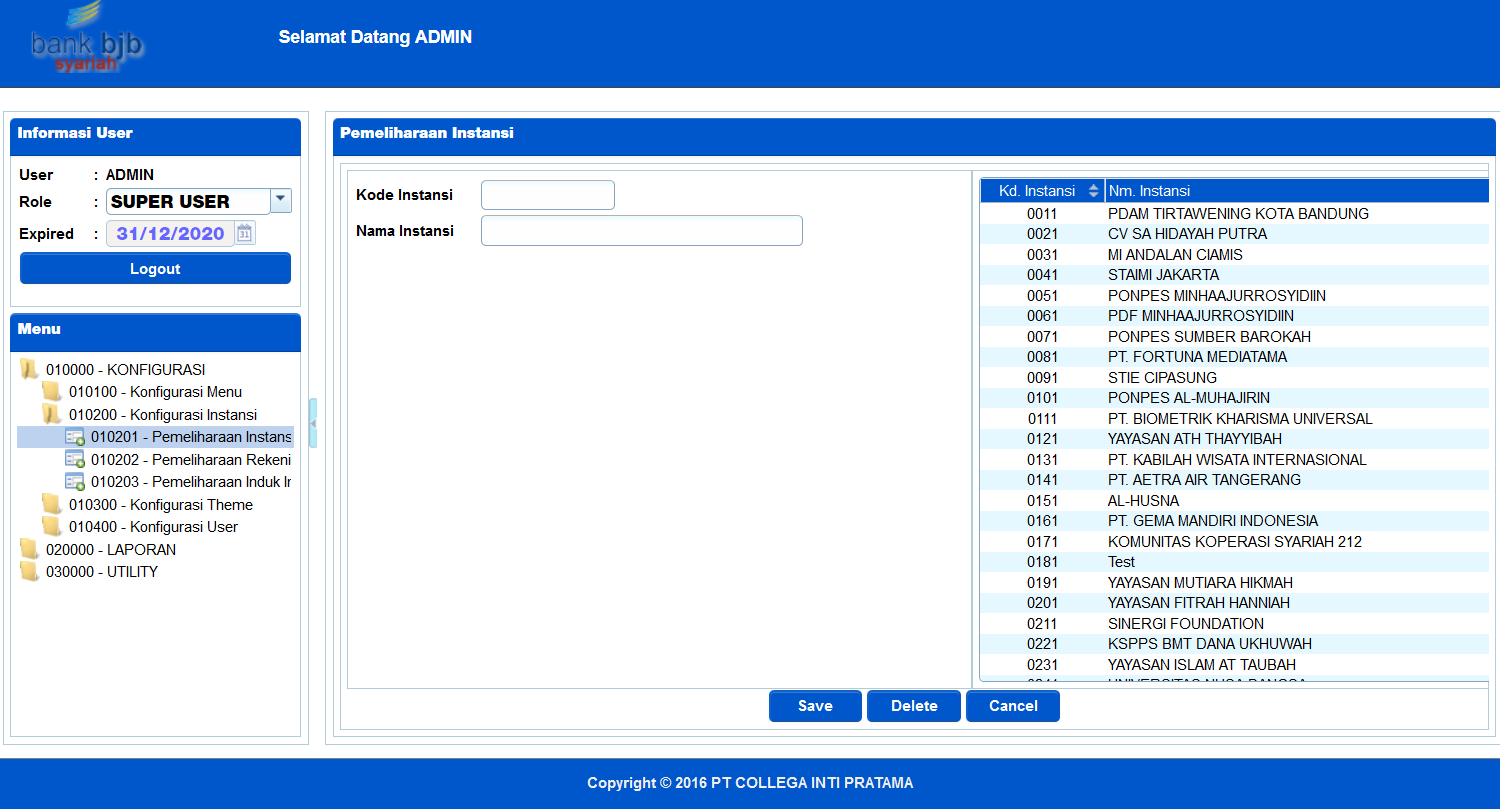 bank bjb
syariah
Selamat Datang ADMIN
Informasi User
User : ADMIN
Role : SUPER USER
Expired : 31/12/2020
31
Logout
Menu
010000 - KONFIGURASI
010100 - Konfigurasi Menu
010200 - Konfigurasi Instansi
010201 - Pemeliharaan Instans
010202 - Pemeliharaan Rekeni
010203 - Pemeliharaan Induk Ir
010300 - Konfigurasi Theme
010400 - Konfigurasi User
020000 - LAPORAN
030000 - UTILITY
Pemeliharaan Instansi
Kode Instansi
Nama Instansi
Kd. Instansi Nm. Instansi
0011 PDAM TIRTAWENING KOTA BANDUNG
0021 CV SA HIDAYAH PUTRA
0031 MI ANDALAN CIAMIS
0041 STAIMI JAKARTA
0051 PONPES MINHAAJURROSYIDIIN
0061 PDF MINHAAJURROSYIDIIN
0071 PONPES SUMBER BAROKAH
0081 PT. FORTUNA MEDIATAMA
0091 STIE CIPASUNG
0101 PONPES AL-MUHAJIRIN
0111 PT. BIOMETRIK KHARISMA UNIVERSAL
0121 YAYASAN ATH THAYYIBAH
0131 PT. KABILAH WISATA INTERNASIONAL
0141 PT. AETRA AIR TANGERANG
0151 AL-HUSNA
0161 PT. GEMA MANDIRI INDONESIA
0171 KOMUNITAS KOPERASI SYARIAH 212
0181 Test
0191 YAYASAN MUTIARA HIKMAH
0201 YAYASAN FITRAH HANNIAH
0211 SINERGI FOUNDATION
0221 KSPPS BMT DANA UKHUWAH
0231 YAYASAN ISLAM AT TAUBAH
Save Delete Cancel
Copyright © 2016 PT COLLEGA INTI PRATAMA